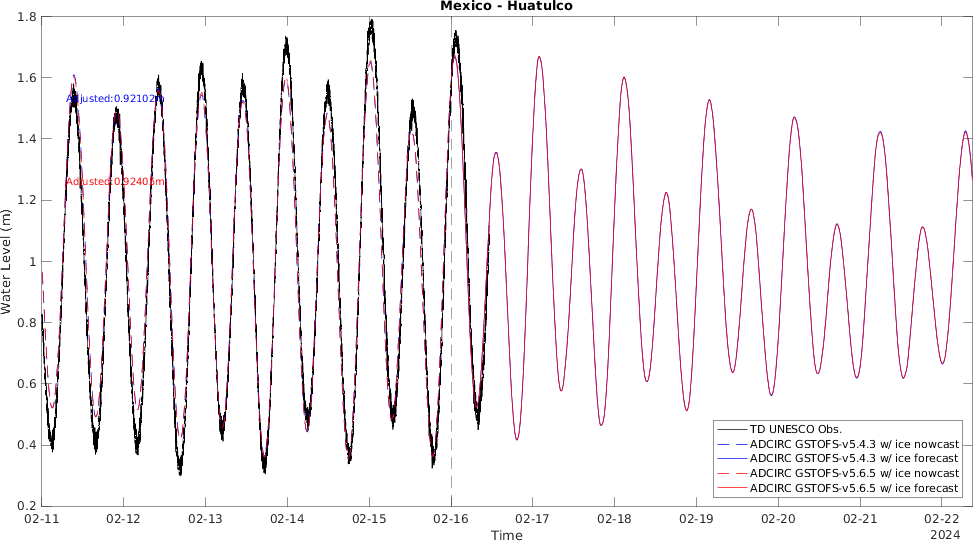 Mexico - Huatulco
1.8
1.6
1.4
1.2
1
0.8
0.6
0.4
0.2
Water Level (m)
Adjusted:0.92102m
Adjusted:0.92405m
TD UNESCO Obs.
ADCIRC GSTOFS-v5.4.3 w/ ice nowcast
ADCIRC GSTOFS-v5.4.3 w/ ice forecast
ADCIRC GSTOFS-v5.6.5 w/ ice nowcast
ADCIRC GSTOFS-v5.6.5 w/ ice forecast
02-11 02-12 02-13 02-14 02-15 02-16 02-17 02-18 02-19 02-20 02-21 02-22
Time
2024